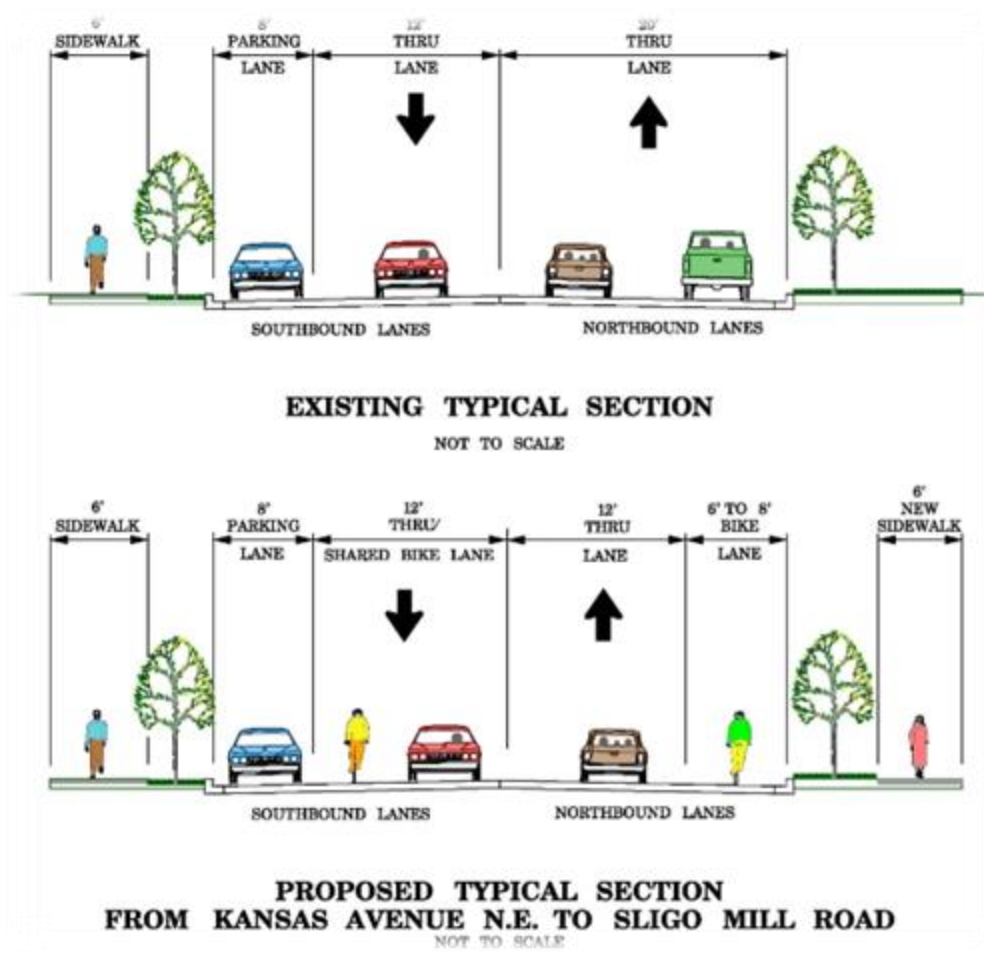 6' 8' 12' 20'
SIDEWALK PARKING THRU THRU
LANE LANE LANE
SOUTHBOUND LANES NORTHBOUND LANES
EXISTING TYPICAL SECTION
NOT TO SCALE
6'
6' 8' 12' 12' 6' TO 8' NEW
SIDEWALK PARKING THRU/ THRU BIKE SIDEWALK
LANE SHARED BIKE LANE LANE LANE
SOUTHBOUND LANES NORTHBOUND LANES
PROPOSED TYPICAL SECTION
FROM KANSAS AVENUE N.E. TO SLIGO MILL ROAD
NOT TO SCALE